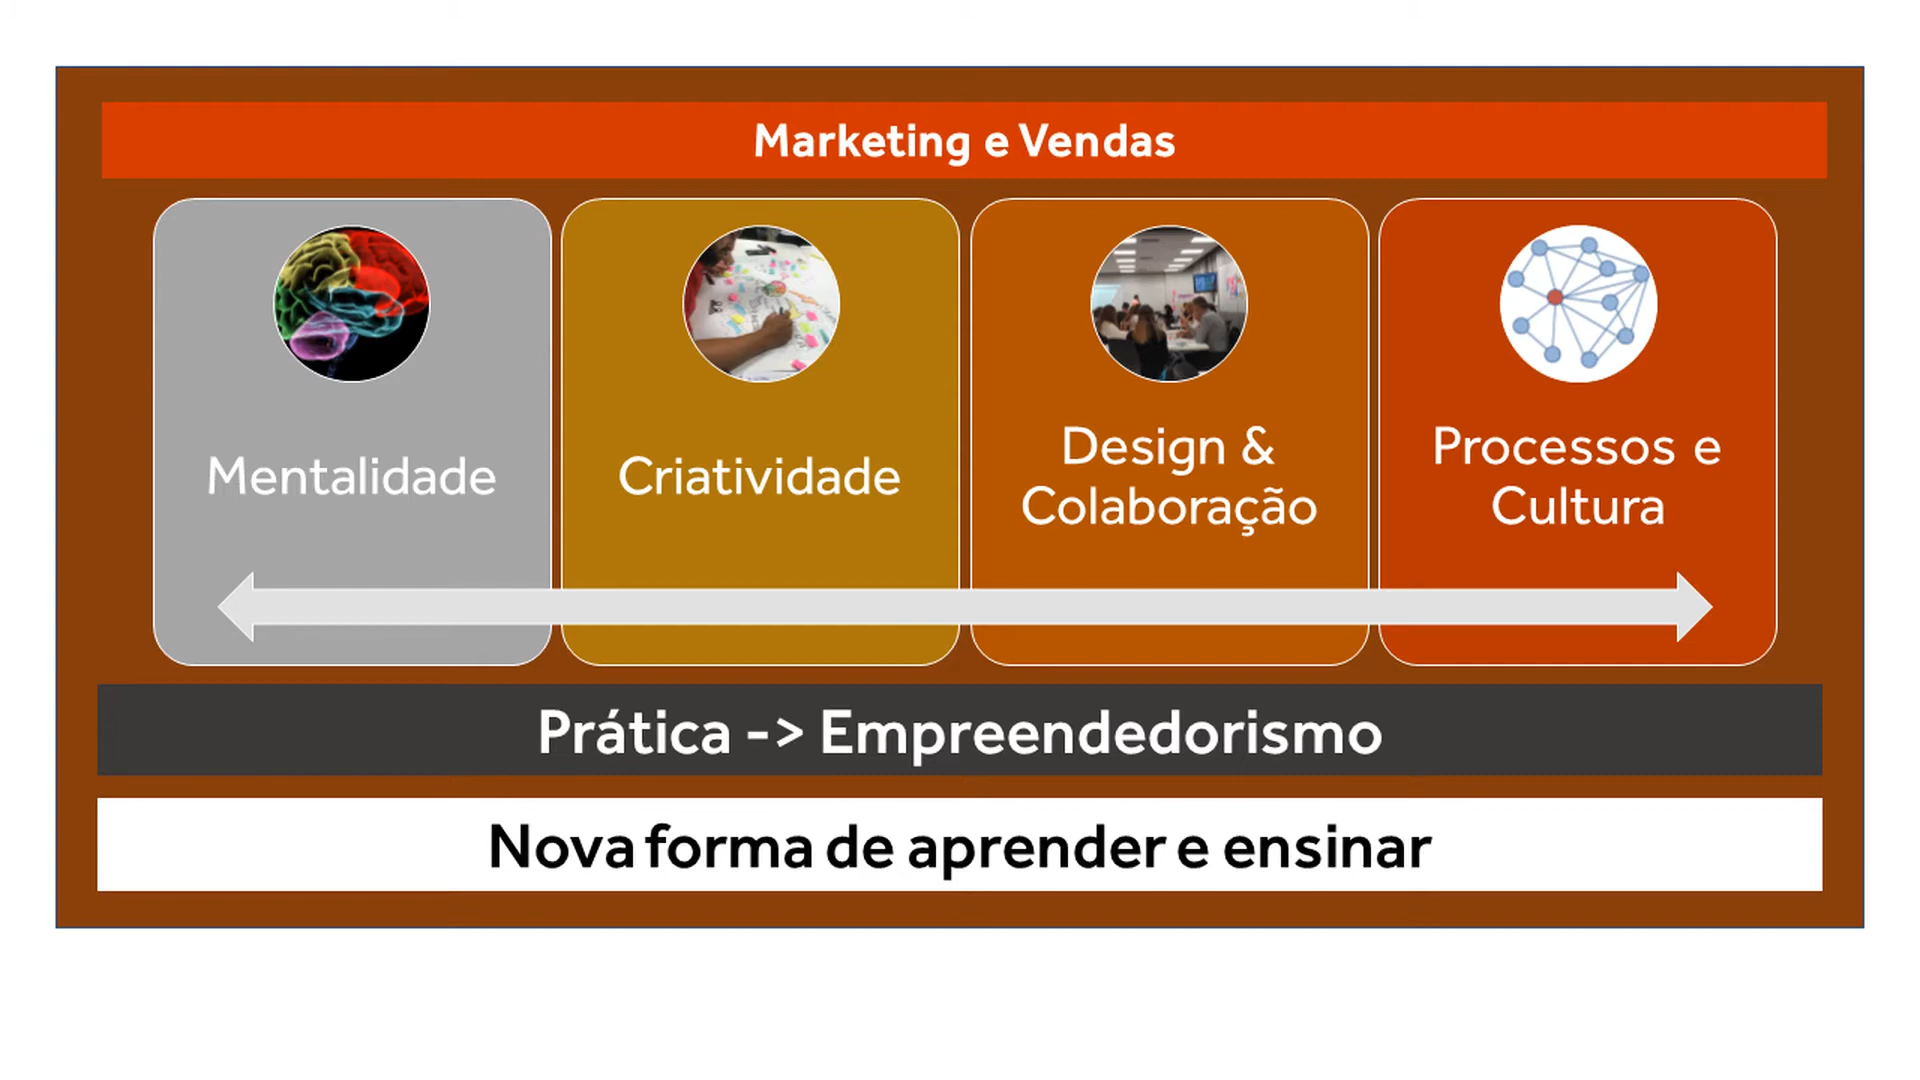 Marketing e Vendas
Mentalidade
Criatividade
Design &
Colaboração
Processos e
Cultura
Prática -> Empreendedorismo
Nova forma de aprender e ensinar